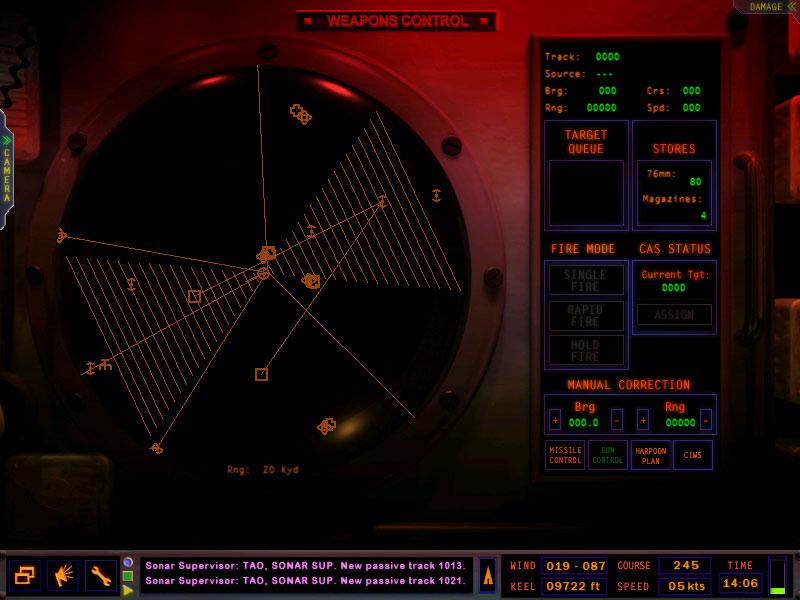 DAMAGE
WEAPONS CONTROL
CAMERA
Track: 0000
Source: ---
Brg: 000 Crs: 000
Rng: 00000 Spd: 000
TARGET QUEUE
STORES
76mm: 80
Magazines: 4
FIRE MODE
CAS STATUS
SINGLE FIRE
RAPID FIRE
HOLD FIRE
Current Tgt:
0000
ASSIGN
MANUAL CORRECTION
Brg Rng
+ 000.0 - + 00000 -
MISSILE CONTROL
GUN CONTROL
HARPOON PLAN
CIWS
Rng: 20 Kyd
Sonar Supervisor: TAO, SONAR SUP. New passive track 1013.
Sonar Supervisor: TAO, SONAR SUP. New passive track 1021.
WIND 019 - 087 COURSE 245 TIME
KEEL 09722 ft SPEED 05 kts 14:06